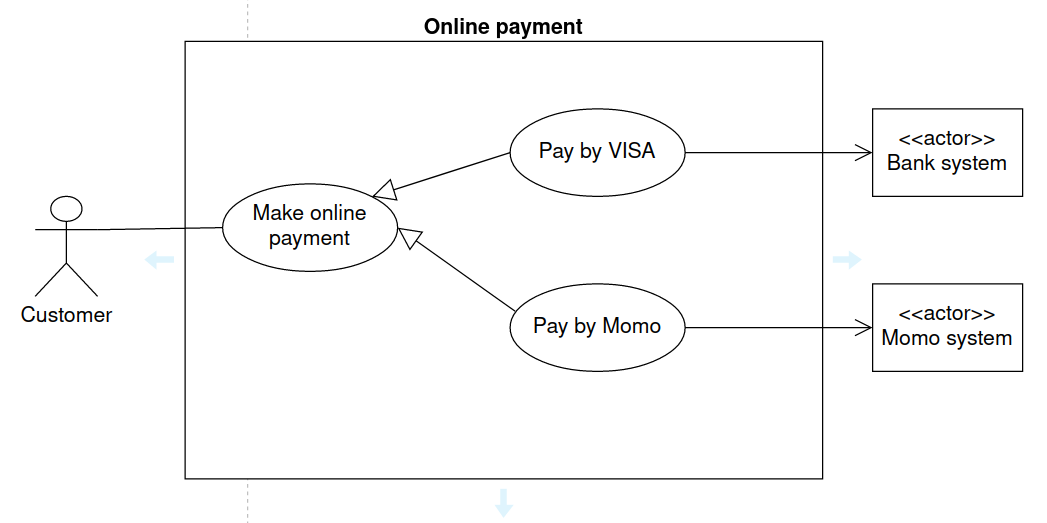 Online payment
Pay by VISA
<<actor>>
Bank system
Make online
payment
Customer
Pay by Momo
<<actor>>
Momo system